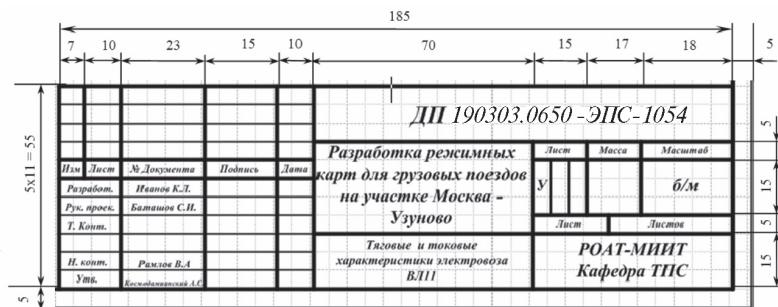 185
7 10 23 15 10 70 15 17 18 5
ДП 190303.0650 -ЭПС-1054
5
5x11 = 55
Разработка режимных
карт для грузовых поездов
на участке Москва -
Узуново
Лист Масса Масштаб
У б/м
15
Изм Лист № Документа Подпись Дата
Разработ. Иванов К.Л.
Рук. проек. Баташов С.И.
Т. Конт.
Лист Листов
5
Тяговые и токовые
характеристики электровоза
ВЛ11
РОАТ-МИИТ
Кафедра ТПС
15
Н. конт. Рамлов В.А
Утв. Космодамианский А.С.
5